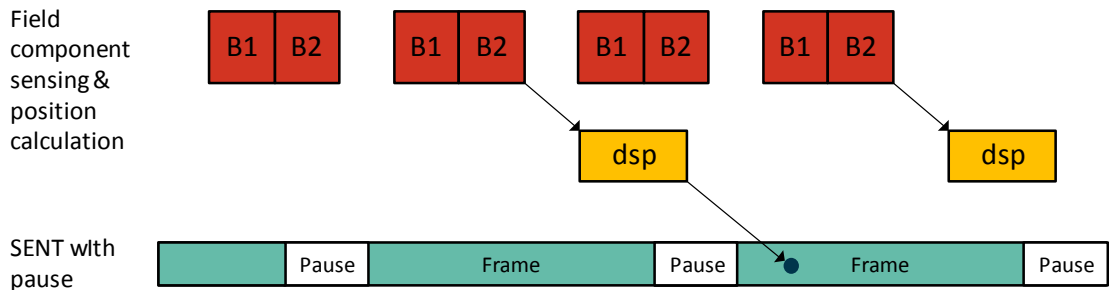 Field
component
sensing &
position
calculation
B1 B2 B1 B2 B1 B2 B1 B2
dsp dsp
SENT wIth
pause
Pause Frame Pause Frame Pause